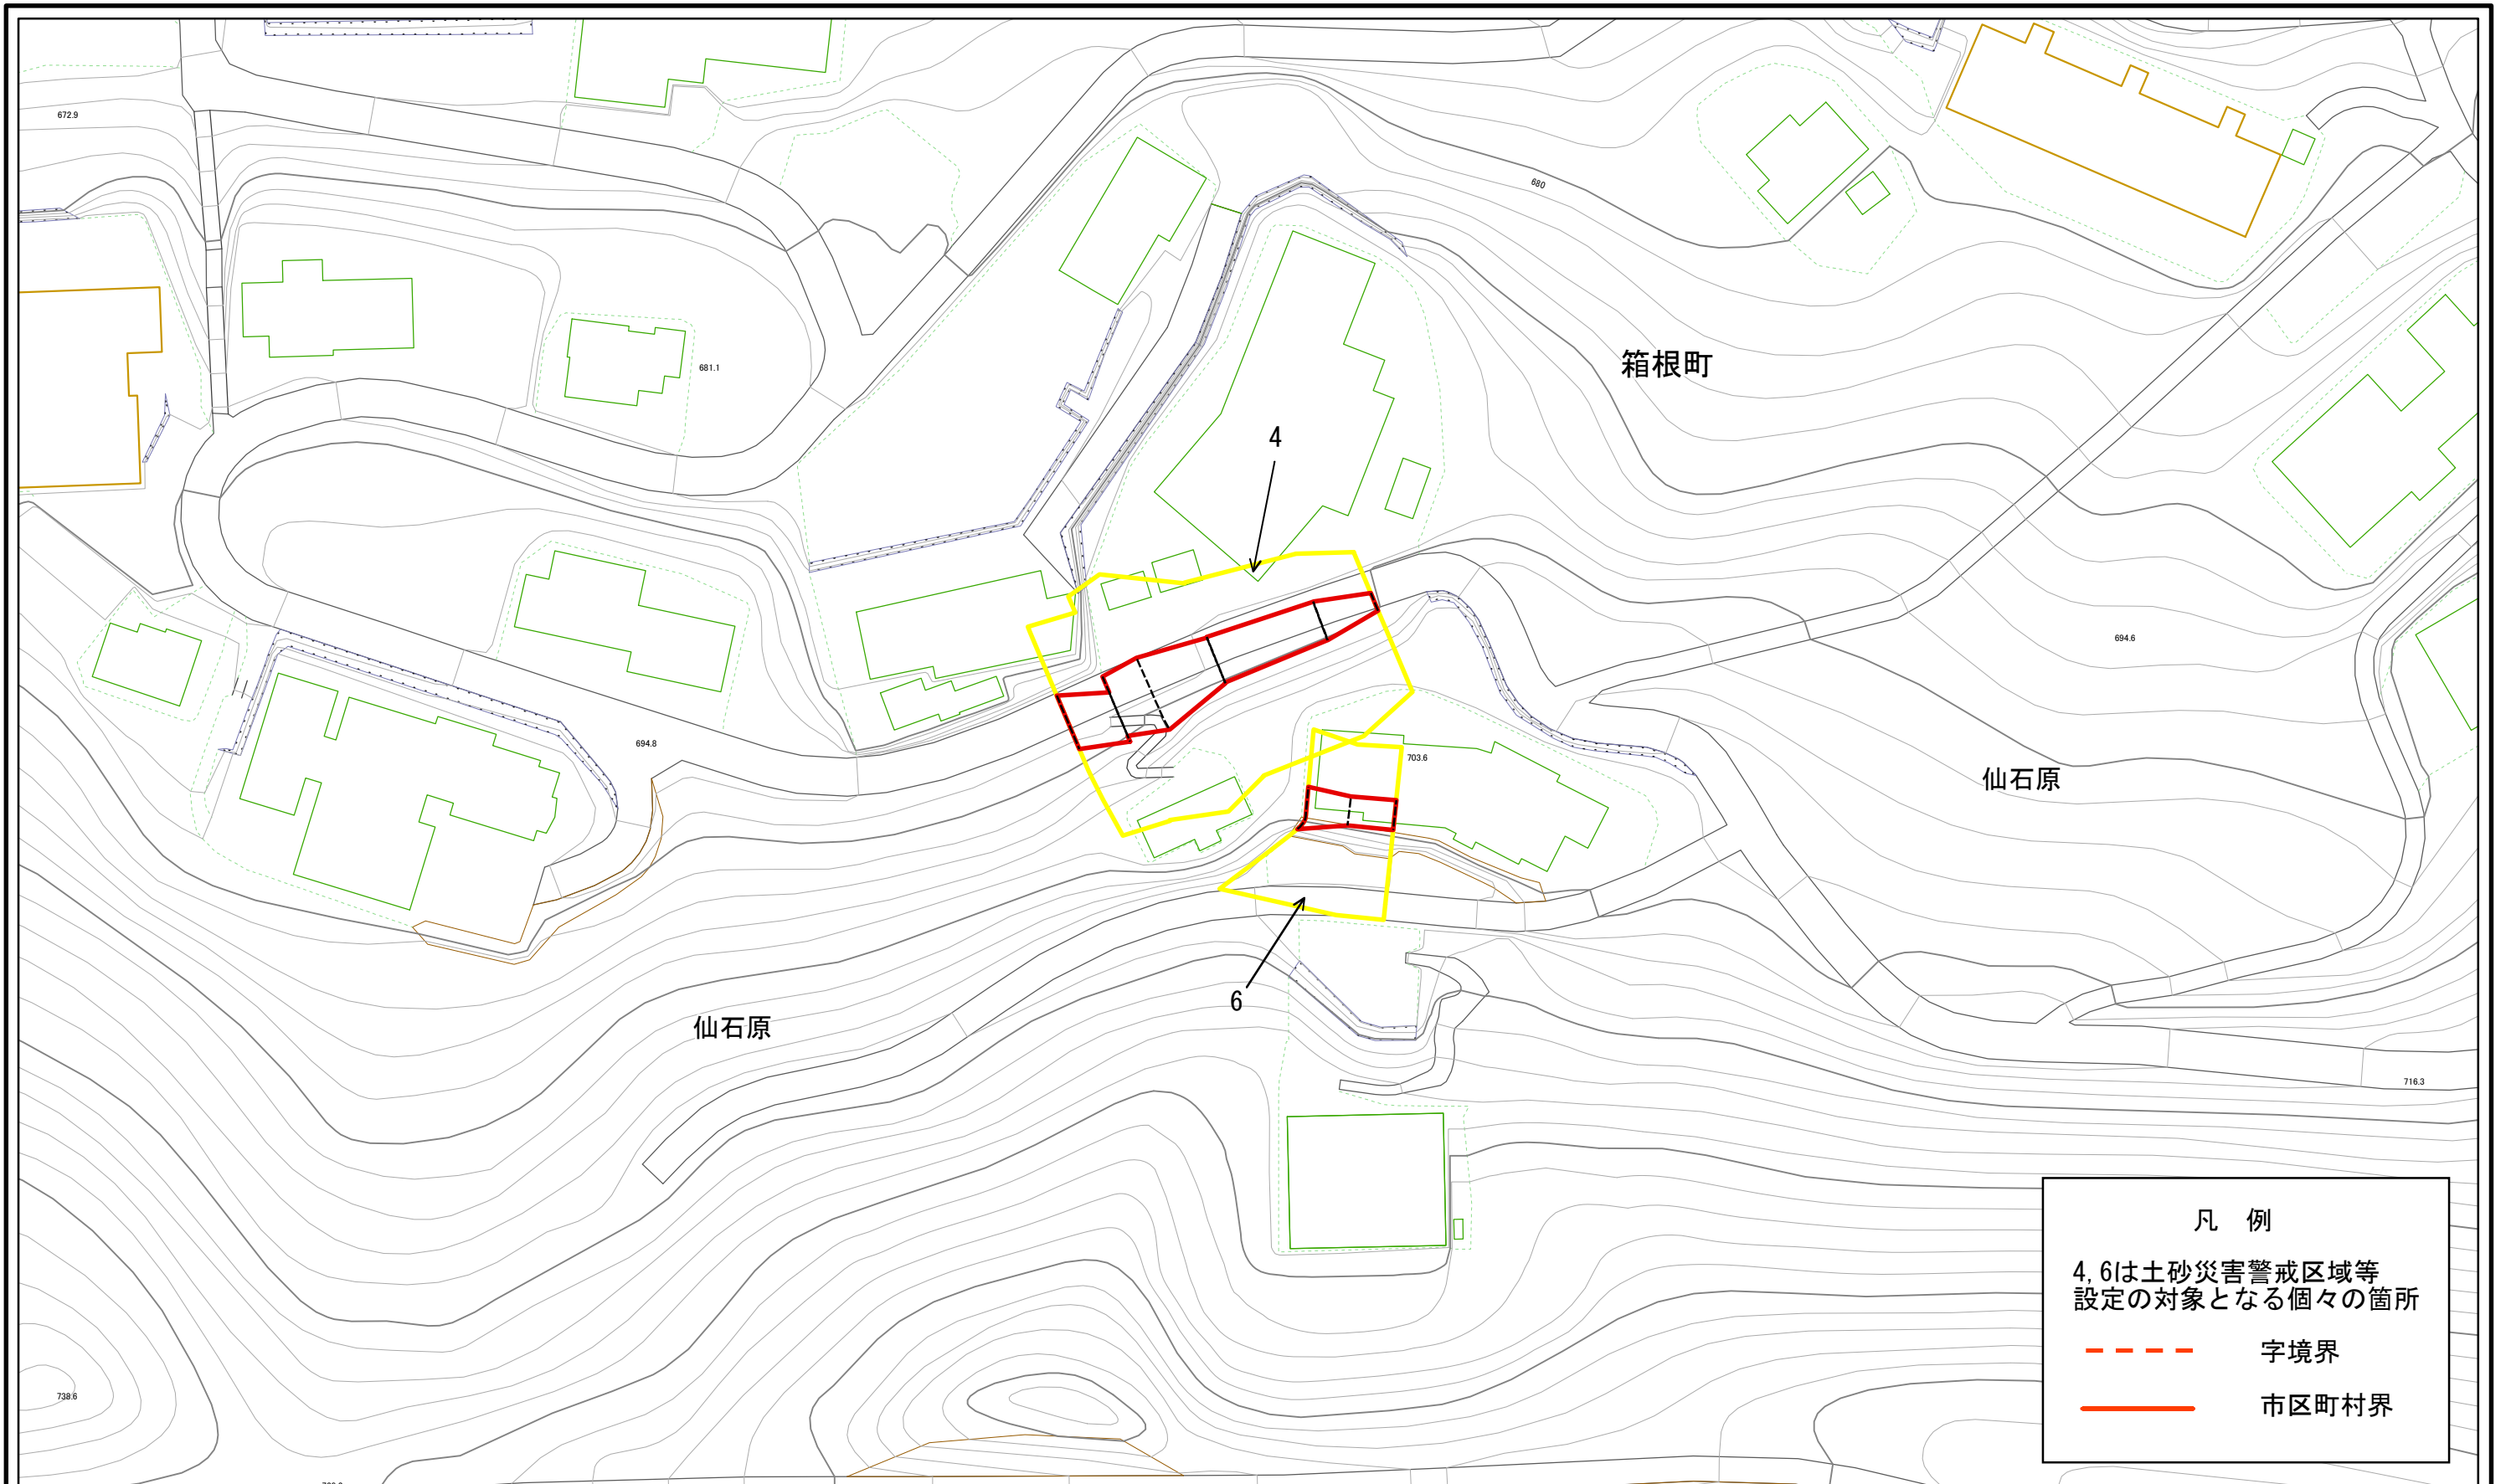 672.9
680
箱根町
681.1
4
694.6
694.8
703.6
仙石原
6
仙石原
716.3
738.6
凡　例
4,6は土砂災害警戒区域等
設定の対象となる個々の箇所
字境界
市区町村界